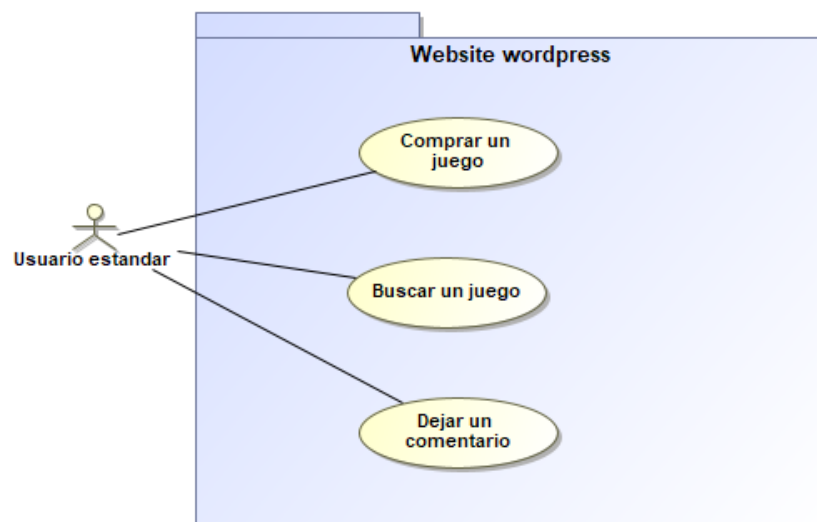 Website wordpress
Comprar un
juego
Usuario estandar
Buscar un juego
Dejar un
comentario